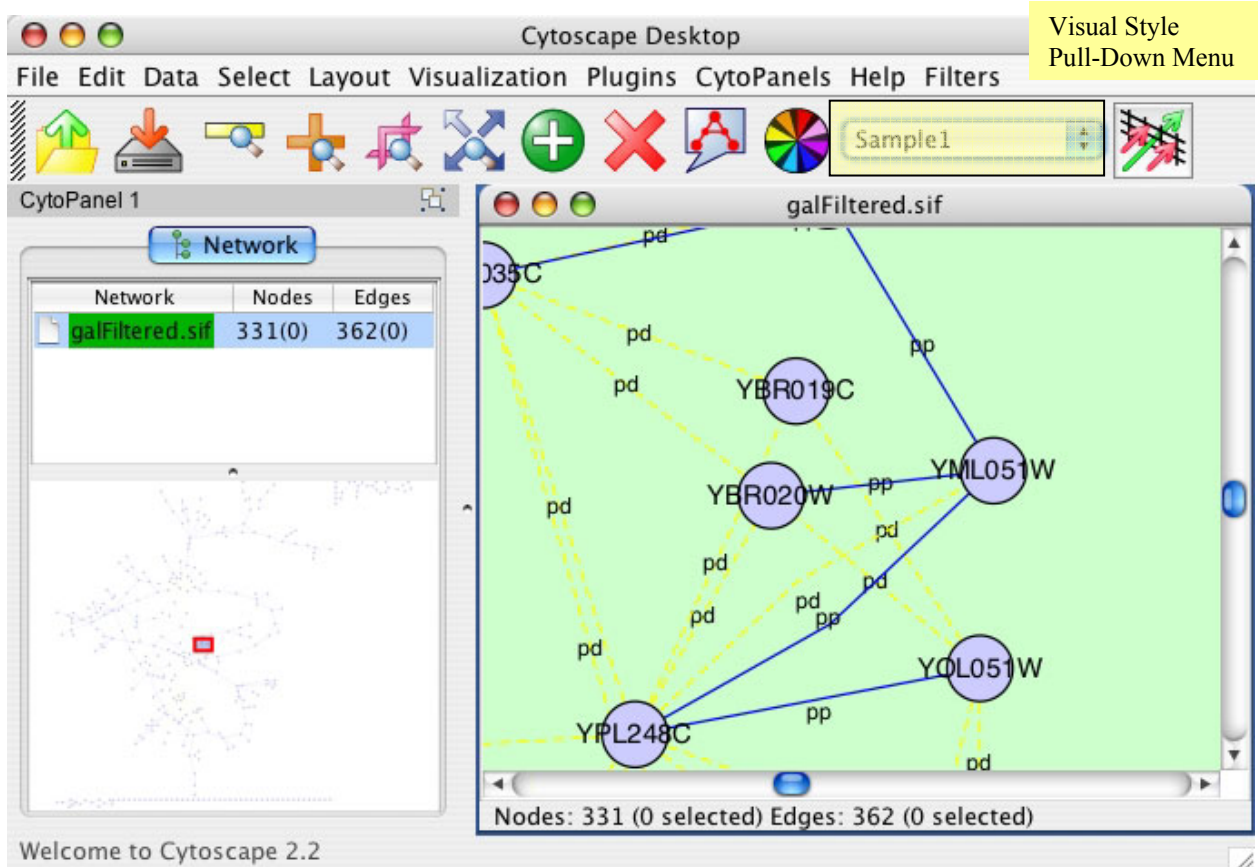 Visual Style
Pull-Down Menu
Cytoscape Desktop
File Edit Data Select Layout Visualization Plugins CytoPanels Help Filters
Sample1
CytoPanel 1
Network
Network Nodes Edges
galFiltered.sif 331(0) 362(0)
galFiltered.sif
pd
035C
pd
pp
pd
YBR019C
YML051W
YBR020W
pp
pd
pd
pd
pd
pd
pd
pp
pd
pd
YOL051W
pp
YPL248C
pd
Nodes: 331 (0 selected) Edges: 362 (0 selected)
Welcome to Cytoscape 2.2